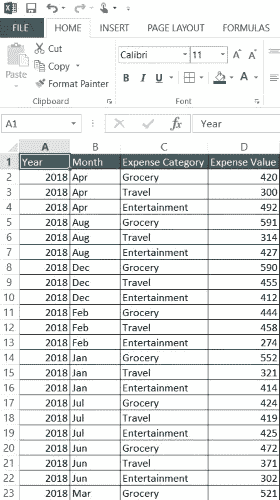 FILE HOME INSERT PAGE LAYOUT FORMULAS
Cut
Copy
Format Painter
Paste
Calibri 11 A A
B I U A
Clipboard Font
A1 fx Year
A B C D
1 Year Month Expense Category Expense Value
2 2018 Apr Grocery 420
3 2018 Apr Travel 300
4 2018 Apr Entertainment 492
5 2018 Aug Grocery 591
6 2018 Aug Travel 314
7 2018 Aug Entertainment 427
8 2018 Dec Grocery 590
9 2018 Dec Travel 455
10 2018 Dec Entertainment 412
11 2018 Feb Grocery 444
12 2018 Feb Travel 458
13 2018 Feb Entertainment 274
14 2018 Jan Grocery 552
15 2018 Jan Travel 321
16 2018 Jan Entertainment 414
17 2018 Jul Grocery 424
18 2018 Jul Travel 419
19 2018 Jul Entertainment 425
20 2018 Jun Grocery 472
21 2018 Jun Travel 371
22 2018 Jun Entertainment 302
23 2018 Mar Grocery 521